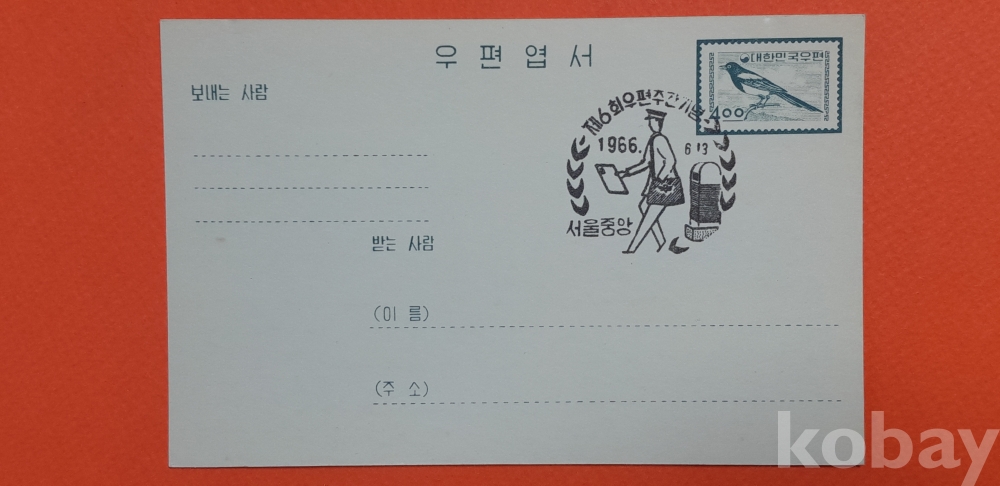 우편엽서
대한민국우편
400
보내는 사람
제6회우편주간기념
1966. 6 13
서울중앙
받는 사람
(이 름)
(주 소)
kobay